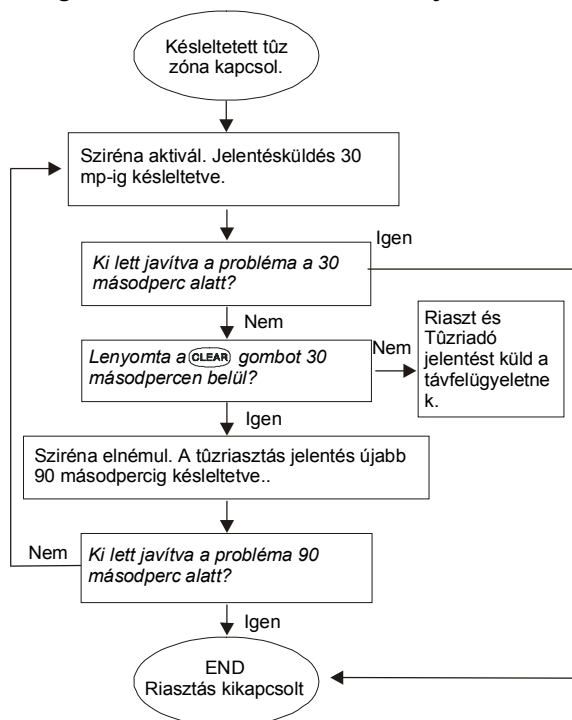 Késleltetett tûz
zóna kapcsol.
Sziréna aktivál. Jelentésküldés 30
mp-ig késleltetve.
Igen
Ki lett javítva a probléma a 30
másodperc alatt?
Nem
Riaszt és
Tûzriadó
jelentést küld a
távfelügyeletne
k.
Lenyomta a CLEAR gombot 30
másodpercen belül?
Nem
Igen
Sziréna elnémul. A tûzriasztás jelentés újabb
90 másodpercig késleltetve..
Nem
Ki lett javítva a probléma 90
másodperc alatt?
Igen
END
Riasztás kikapcsolt